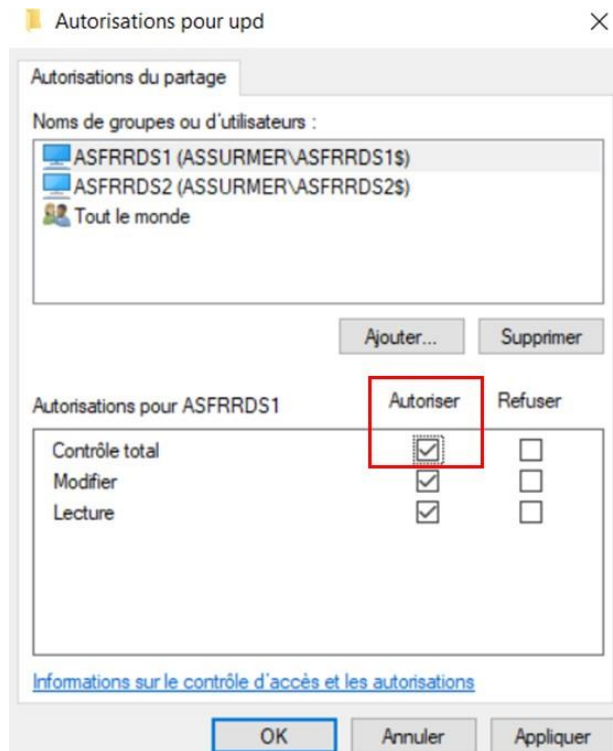 Autorisations pour upd
Autorisations du partage
Noms de groupes ou d'utilisateurs :
ASFRRDS1 (ASSURMER\ASFRRDS1$)
ASFRRDS2 (ASSURMER\ASFRRDS2$)
Tout le monde
Ajouter... Supprimer
Autorisations pour ASFRRDS1 Autoriser Refuser
Contrôle total
Modifier
Lecture
Informations sur le contrôle d'accès et les autorisations
OK Annuler Appliquer